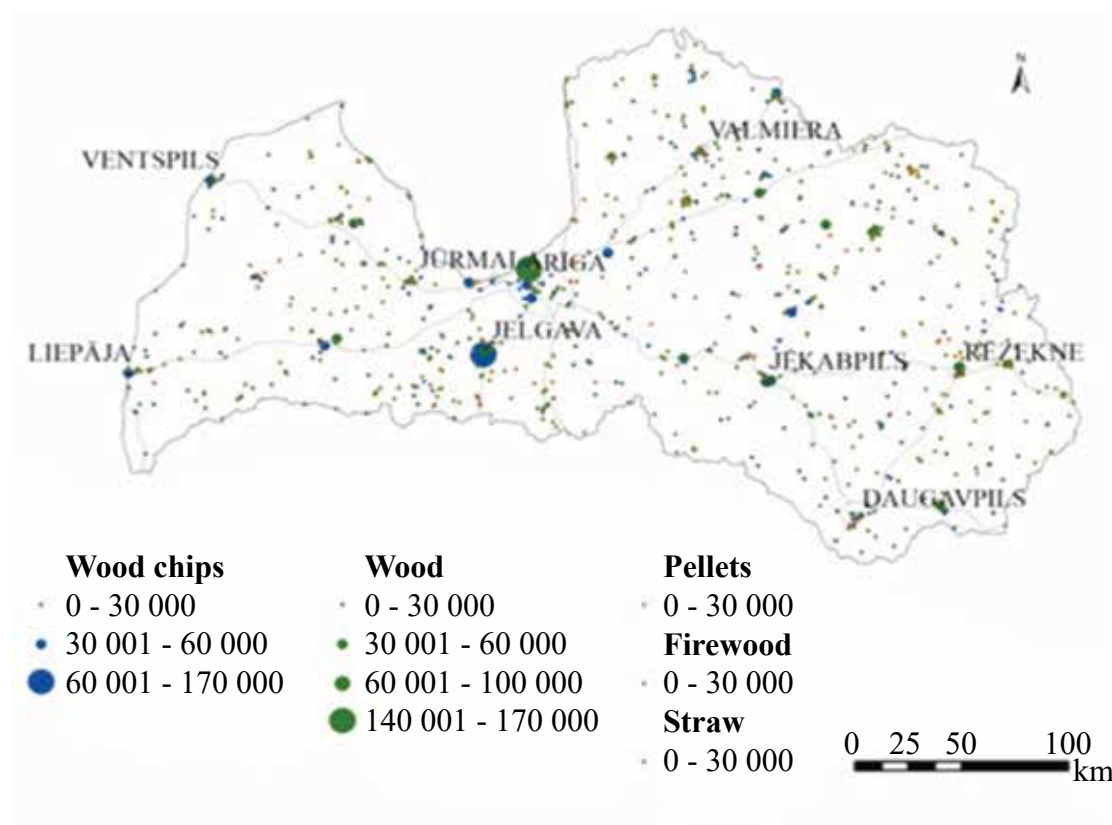 N
VALMIERA
VENTSPILS
JŪRMALA RĪGA
JELGAVA
LIEPĀJA
JĒKABPILS
RĒZEKNE
DAUGAVPILS
Wood chips
0 - 30 000
30 001 - 60 000
60 001 - 170 000
Wood
0 - 30 000
30 001 - 60 000
60 001 - 100 000
140 001 - 170 000
Pellets
0 - 30 000
Firewood
0 - 30 000
Straw
0 - 30 000
0 25 50 100
km